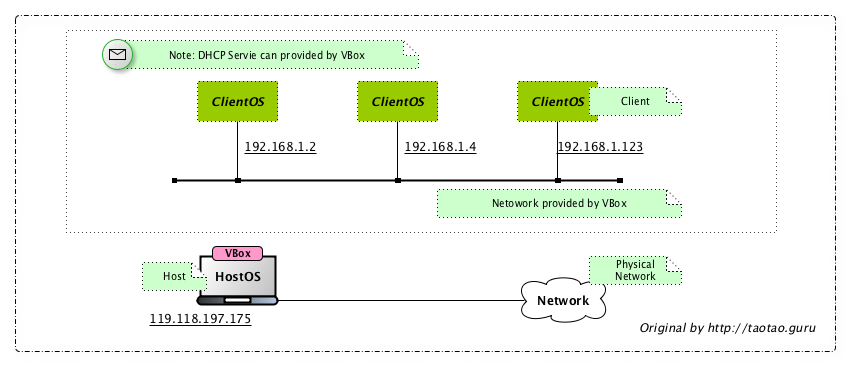 Note: DHCP Servie can provided by VBox
ClientOS
ClientOS
ClientOS
Client
192.168.1.2
192.168.1.4
192.168.1.123
Netowork provided by VBox
VBox
Host
HostOS
Physical
Network
Network
119.118.197.175
Original by http://taotao.guru